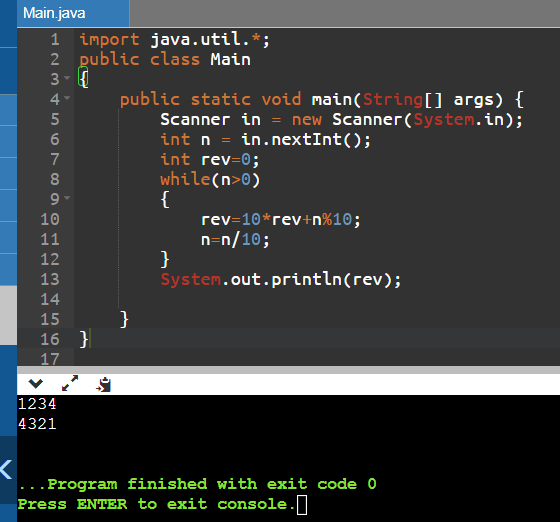 Main.java
1 import java.util.*;
2 public class Main
3 {
4     public static void main(String[] args) {
5         Scanner in = new Scanner(System.in);
6         int n = in.nextInt();
7         int rev=0;
8         while(n>0)
9         {
10             rev=10*rev+n%10;
11             n=n/10;
12         }
13         System.out.println(rev);
14
15     }
16 }
17
1234
4321
...Program finished with exit code 0
Press ENTER to exit console.